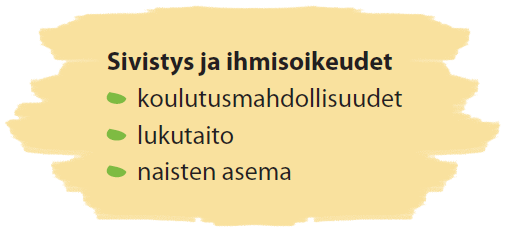 Sivistys ja ihmisoikeudet
koulutusmahdollisuudet
lukutaito
naisten asema